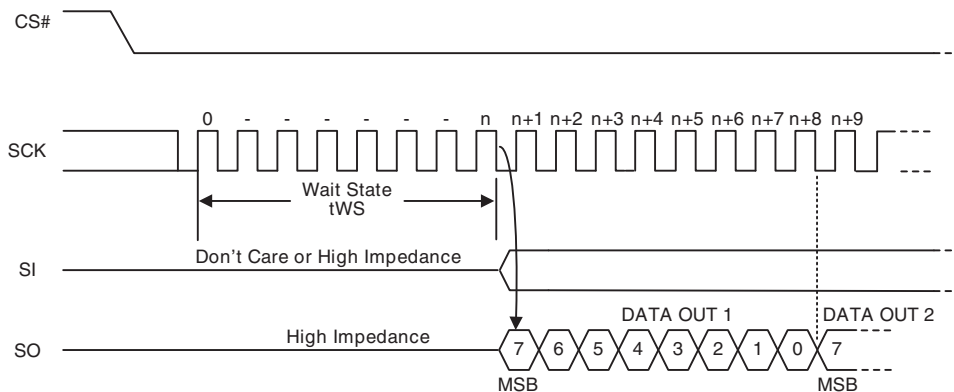 CS#
0 - - - - - - n n+1 n+2 n+3 n+4 n+5 n+6 n+7 n+8 n+9
SCK
Wait State
tWS
Don't Care or High Impedance
SI
DATA OUT 1 DATA OUT 2
High Impedance
SO 7 6 5 4 3 2 1 0 7
MSB MSB